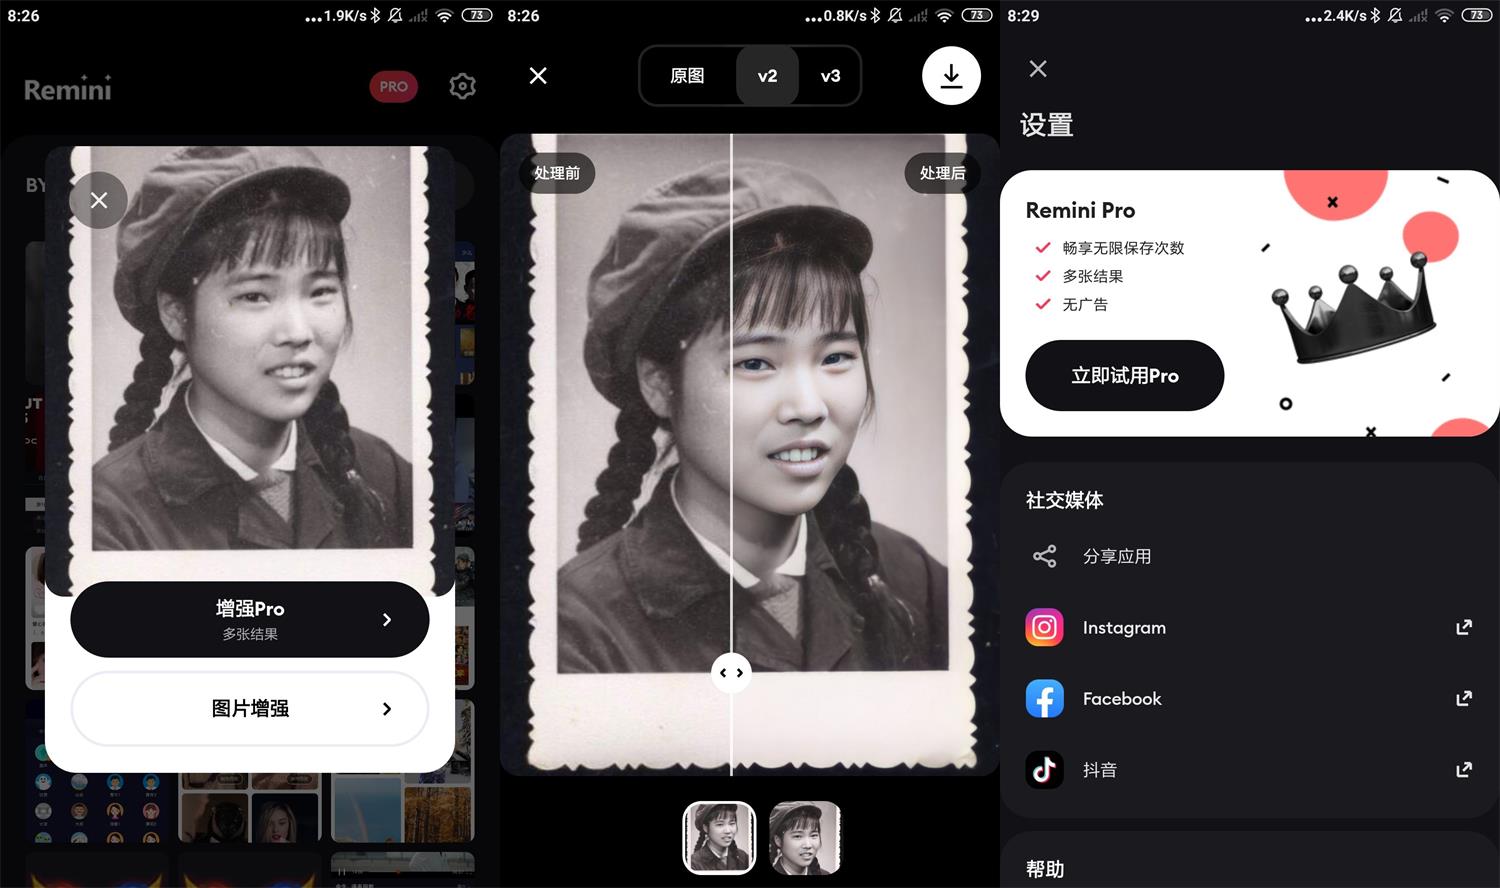 8:26
...1.9K/s
73
Remini
PRO
BY
增强Pro
多张结果
图片增强
8:26
...0.8K/s
73
原图
v2
v3
处理前
处理后
8:29
...2.4K/s
73
设置
Remini Pro
畅享无限保存次数
多张结果
无广告
立即试用Pro
社交媒体
分享应用
Instagram
Facebook
抖音
帮助